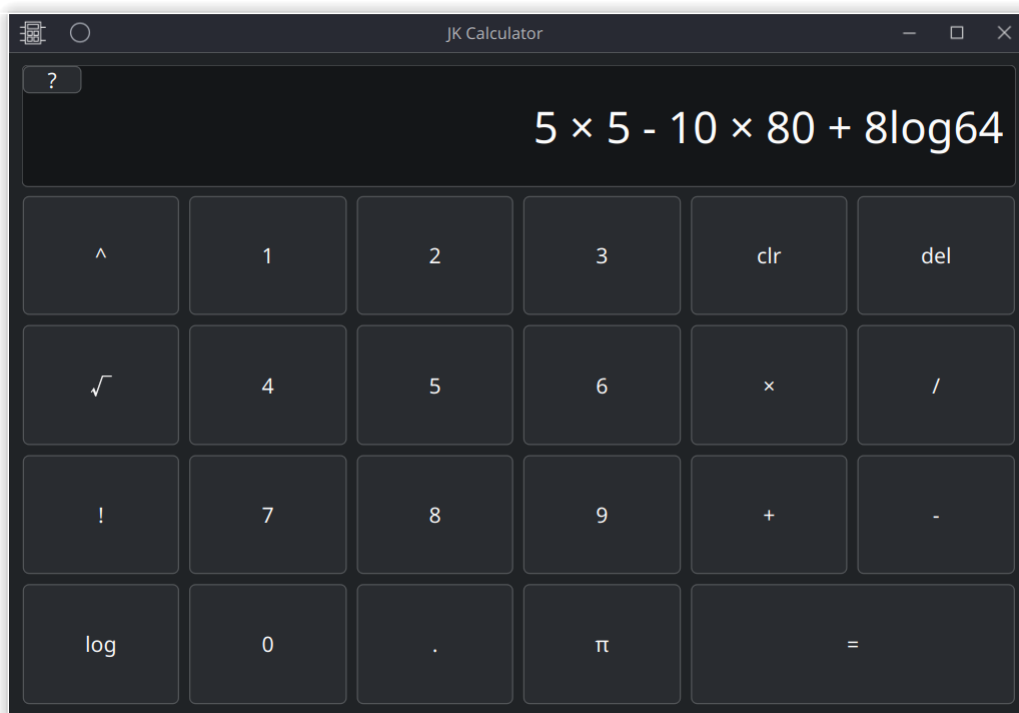 JK Calculator
?
5 × 5 - 10 × 80 + 8log64
^ 1 2 3 clr del
√ 4 5 6 × /
! 7 8 9 + -
log 0 . π =